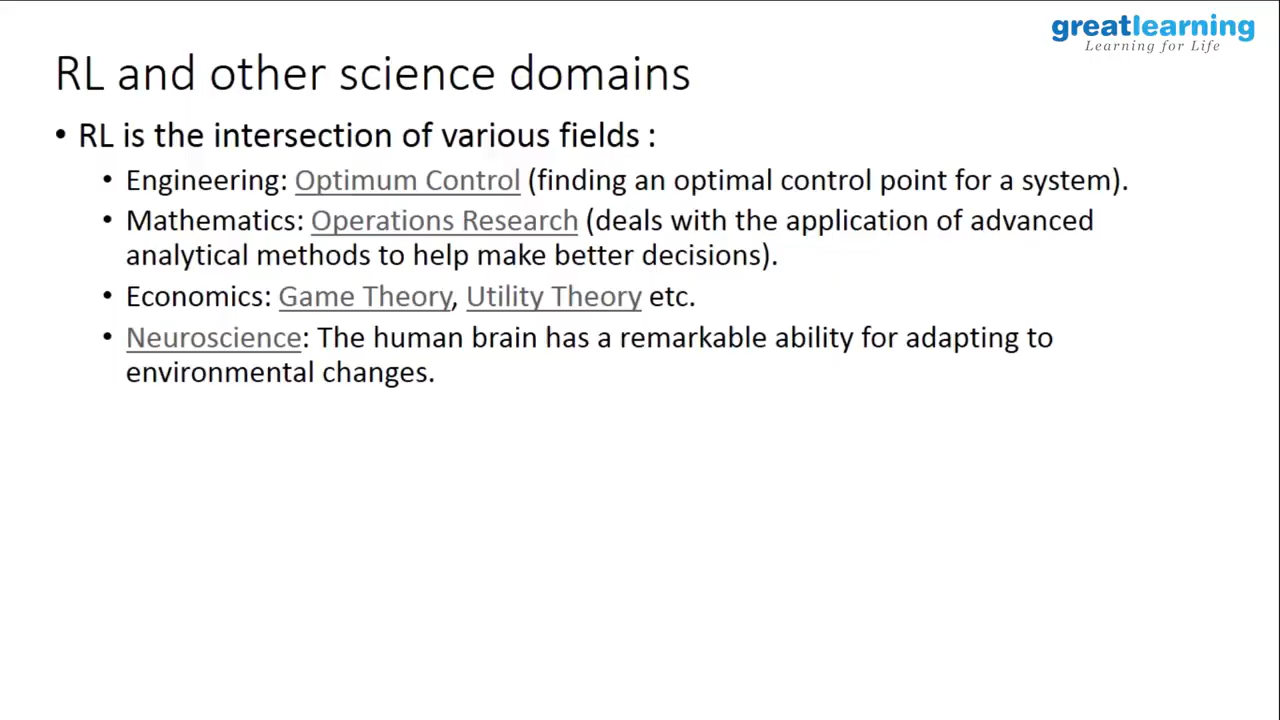 greatlearning
Learning for Life
RL and other science domains
• RL is the intersection of various fields :
• Engineering: Optimum Control (finding an optimal control point for a system).
• Mathematics: Operations Research (deals with the application of advanced
analytical methods to help make better decisions).
• Economics: Game Theory, Utility Theory etc.
• Neuroscience: The human brain has a remarkable ability for adapting to
environmental changes.